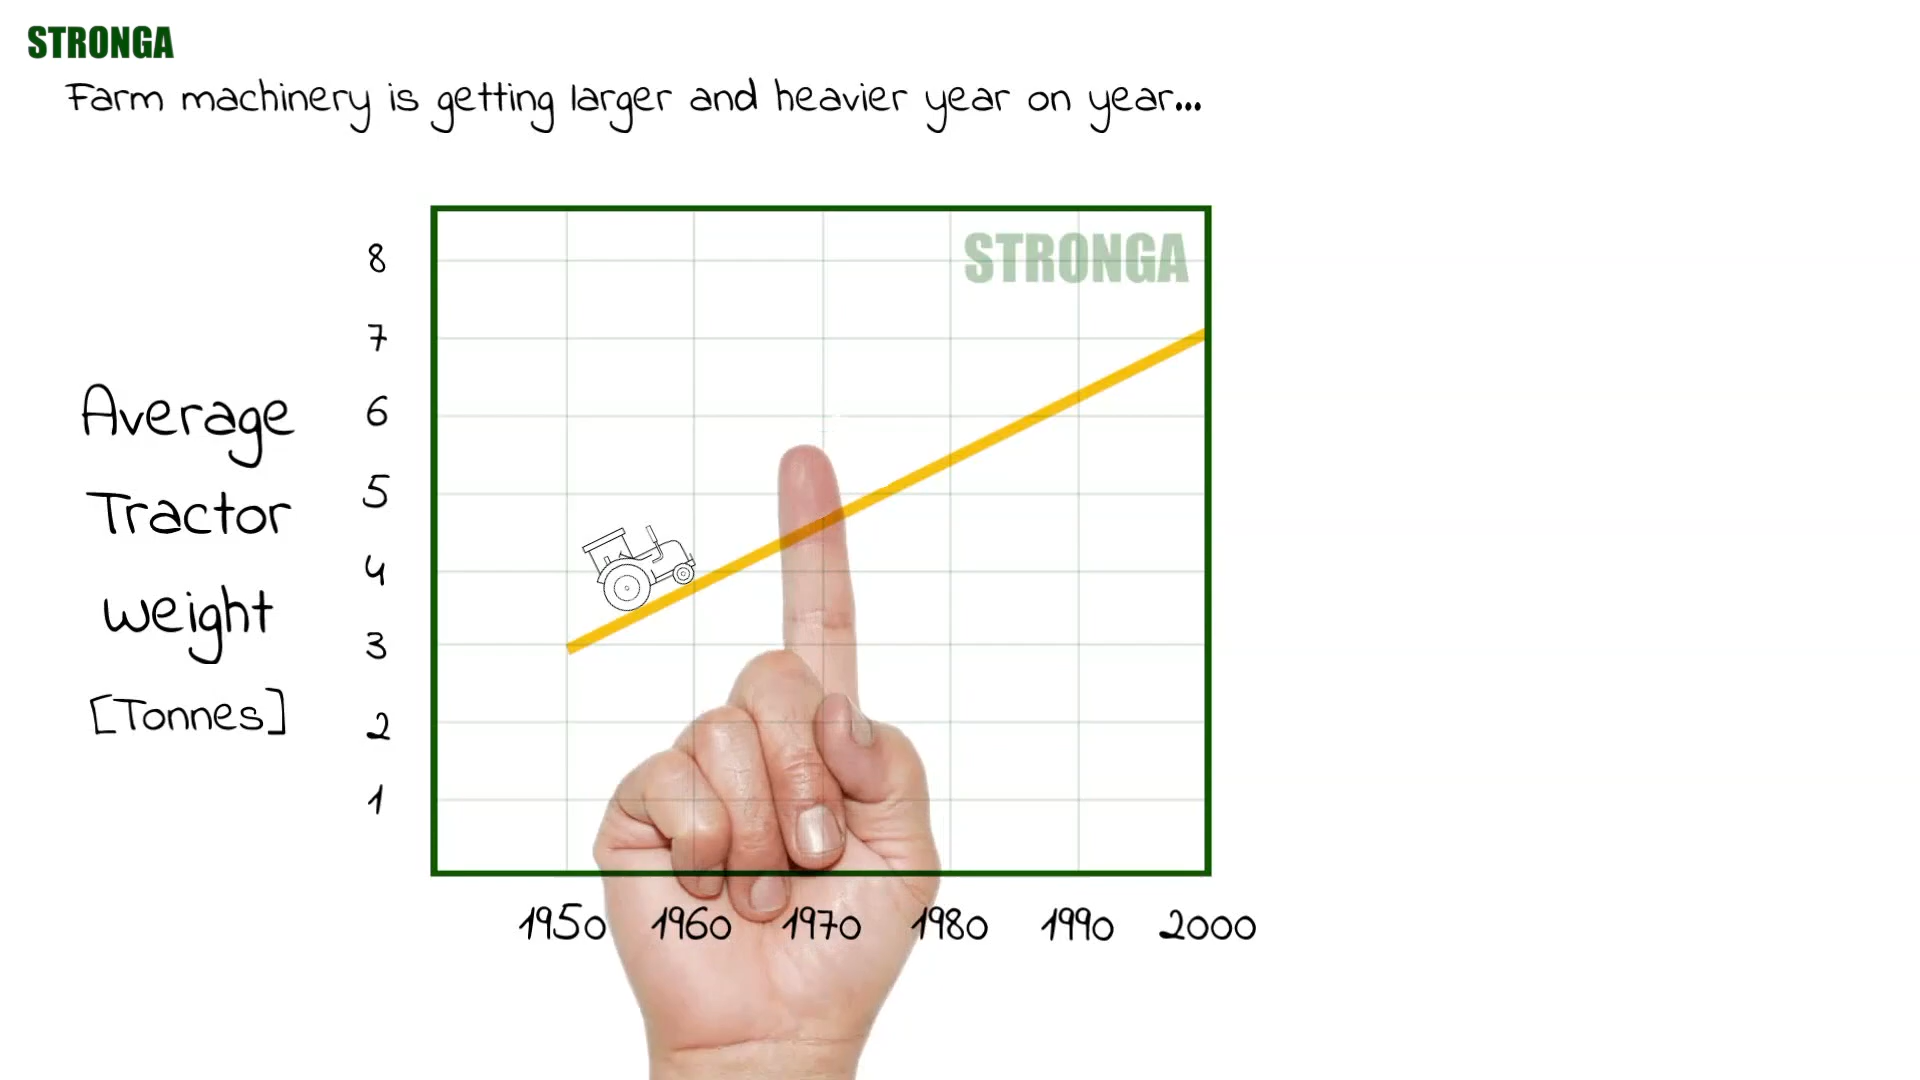 STRONGA
Farm machinery is getting larger and heavier year on year...
STRONGA
8
7
6
5
4
3
2
1
Average
Tractor
weight
[Tonnes]
1950 1960 1970 1980 1990 2000